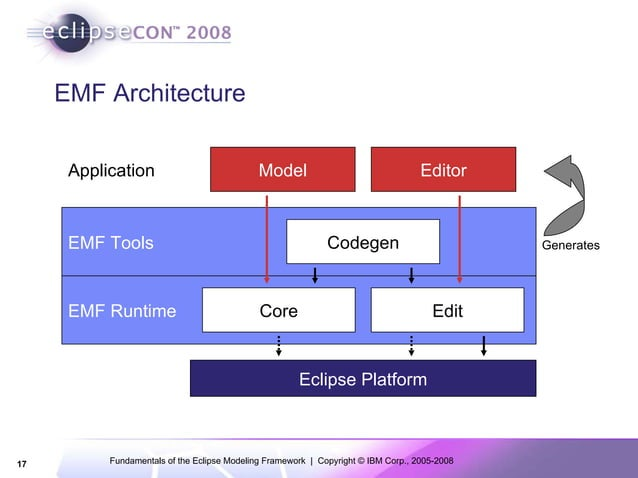 eclipseCON™ 2008
EMF Architecture
Application
Model
Editor
EMF Tools
Codegen
Generates
EMF Runtime
Core
Edit
Eclipse Platform
17
Fundamentals of the Eclipse Modeling Framework | Copyright © IBM Corp., 2005-2008